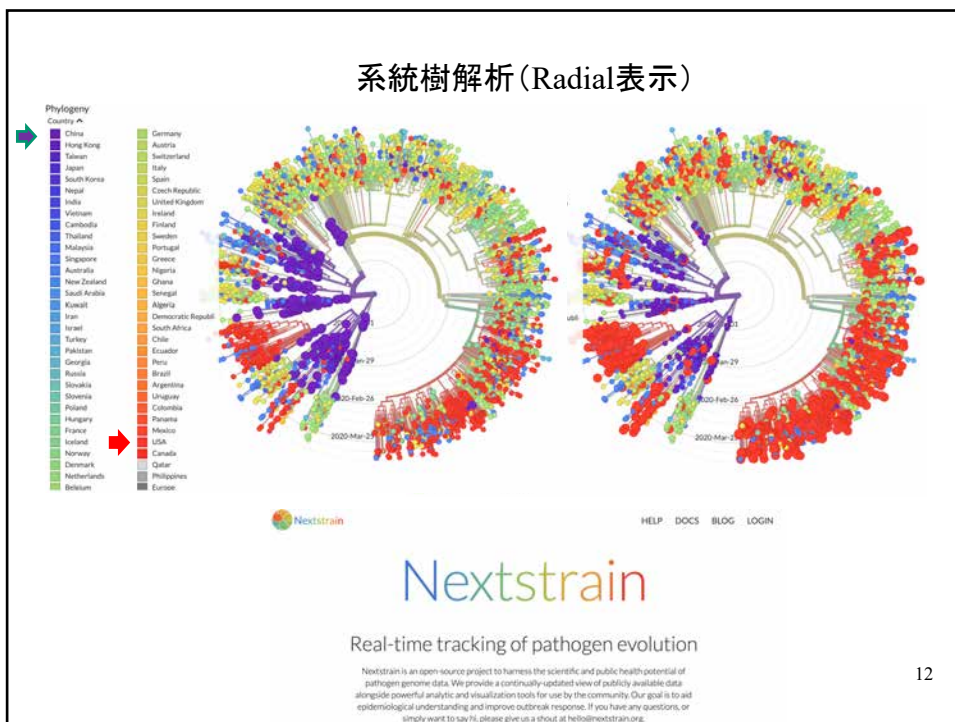 系統樹解析(Radial表示)
Phylogeny
Country
China
Hong Kong
Taiwan
Japan
South Korea
Nepal
India
Vietnam
Cambodia
Thailand
Malaysia
Singapore
Australia
New Zealand
Saudi Arabia
Kuwait
Iran
Israel
Turkey
Pakistan
Georgia
Russia
Slovakia
Slovenia
Poland
Hungary
France
Iceland
Norway
Denmark
Netherlands
Belgium
Germany
Austria
Switzerland
Italy
Spain
Czech Republic
United Kingdom
Ireland
Finland
Sweden
Portugal
Greece
Nigeria
Ghana
Senegal
Algeria
Democratic Republi
South Africa
Chile
Ecuador
Peru
Brazil
Argentina
Uruguay
Colombia
Panama
Mexico
USA
Canada
Qatar
Philippines
Europe
2020-Feb-26
Nextstrain
HELP DOCS BLOG LOGIN
Nextstrain
Real-time tracking of pathogen evolution
Nextstrain is an open-source project to harness the scientific and public health potential of
pathogen genome data. We provide a continually-updated view of publicly available data
alongside powerful analytic and visualization tools for use by the community. Our goal is to aid
epidemiological understanding and improve outbreak response. If you have any questions, or
simply want to say hi, please give us a shout at hello@nextstrain.org.
12